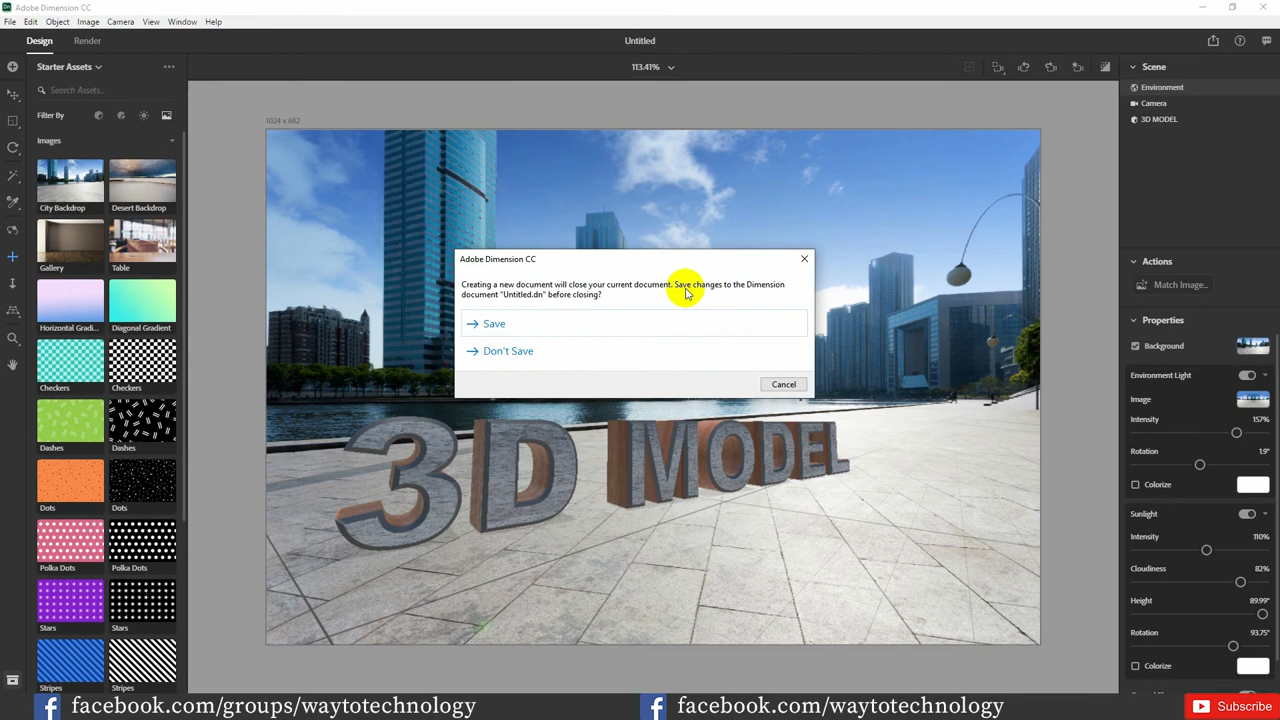 Dn Adobe Dimension CC
File Edit Object Image Camera View Window Help
Design Render Untitled
Starter Assets
113.41%
Search Assets...
Filter By
Images
City Backdrop Desert Backdrop
Gallery Table
Horizontal Gradi... Diagonal Gradient
Checkers Checkers
Dashes Dashes
Dots Dots
Polka Dots Polka Dots
Stars Stars
Stripes Stripes
1024 x 682
3D MODEL
Adobe Dimension CC
Creating a new document will close your current document. Save changes to the Dimension
document "Untitled.dn" before closing?
Save
Don't Save
Cancel
Scene
Environment
Camera
3D MODEL
Actions
Match Image...
Properties
Background
Environment Light
Image
Intensity 157%
Rotation 1.9°
Colorize
Sunlight
Intensity 110%
Cloudiness 82%
Height 89.99°
Rotation 93.75°
Colorize
facebook.com/groups/waytotechnology
facebook.com/waytotechnology
Subscribe